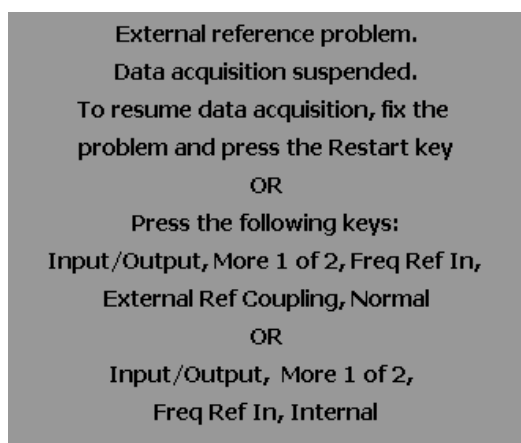 External reference problem.
Data acquisition suspended.
To resume data acquisition, fix the
problem and press the Restart key
OR
Press the following keys:
Input/Output, More 1 of 2, Freq Ref In,
External Ref Coupling, Normal
OR
Input/Output, More 1 of 2,
Freq Ref In, Internal